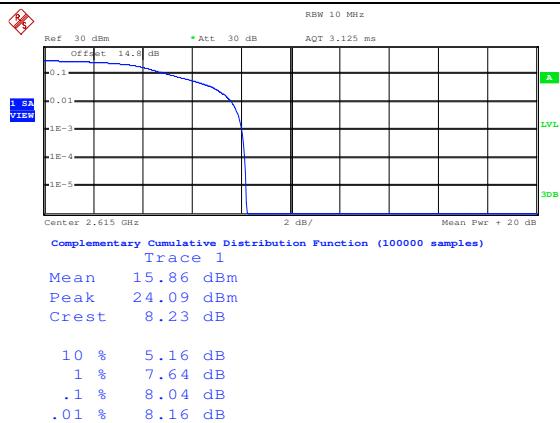 RBW 10 MHz
Ref 30 dBm * Att 30 dB AQT 3.125 ms
Offset 14.8 dB
0.1
A
0.01
1 SA
VIEW
1E-3
LVL
1E-4
1E-5
3DB
Center 2.615 GHz 2 dB/ Mean Pwr + 20 dB
Complementary Cumulative Distribution Function (100000 samples)
Trace 1
Mean 15.86 dBm
Peak 24.09 dBm
Crest 8.23 dB
10 % 5.16 dB
1 % 7.64 dB
.1 % 8.04 dB
.01 % 8.16 dB